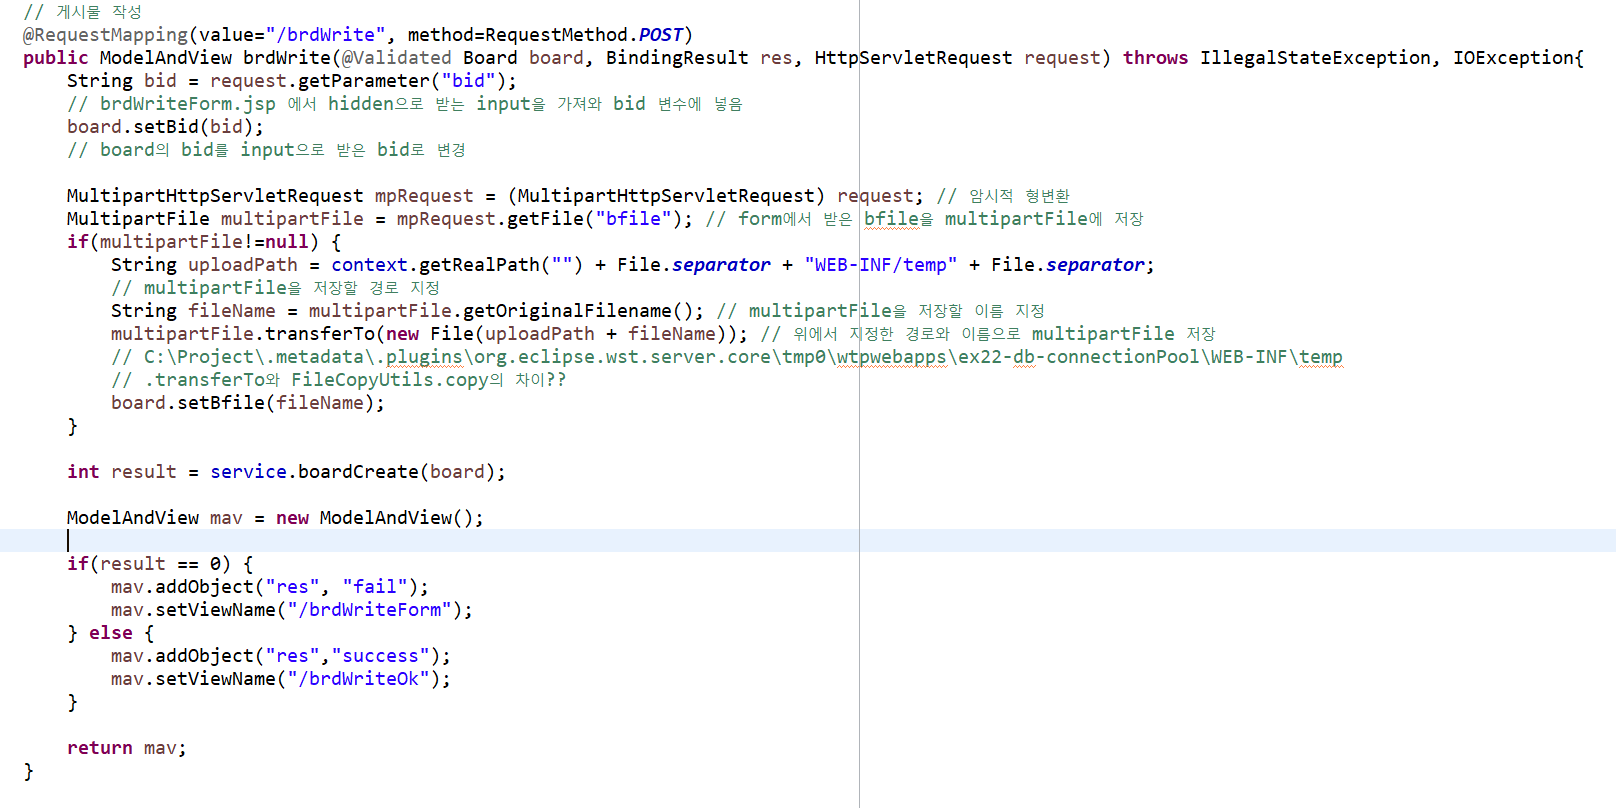 // 게시물 작성
@RequestMapping(value="/brdWrite", method=RequestMethod.POST)
public ModelAndView brdWrite(@Validated Board board, BindingResult res, HttpServletRequest request) throws IllegalStateException, IOException{
String bid = request.getParameter("bid");
// brdWriteForm.jsp 에서 hidden으로 받는 input을 가져와 bid 변수에 넣음
board.setBid(bid);
// board의 bid를 input으로 받은 bid로 변경
MultipartHttpServletRequest mpRequest = (MultipartHttpServletRequest) request; // 암시적 형변환
MultipartFile multipartFile = mpRequest.getFile("bfile"); // form에서 받은 bfile을 multipartFile에 저장
if(multipartFile!=null) {
String uploadPath = context.getRealPath("") + File.separator + "WEB-INF/temp" + File.separator;
// multipartFile을 저장할 경로 지정
String fileName = multipartFile.getOriginalFilename(); // multipartFile을 저장할 이름 지정
multipartFile.transferTo(new File(uploadPath + fileName)); // 위에서 지정한 경로와 이름으로 multipartFile 저장
// C:\Project\.metadata\.plugins\org.eclipse.wst.server.core\tmp0\wtpwebapps\ex22-db-connectionPool\WEB-INF\temp
// .transferTo와 FileCopyUtils.copy의 차이??
board.setBfile(fileName);
}
int result = service.boardCreate(board);
ModelAndView mav = new ModelAndView();
if(result == 0) {
mav.addObject("res", "fail");
mav.setViewName("/brdWriteForm");
} else {
mav.addObject("res","success");
mav.setViewName("/brdWriteOk");
}
return mav;
}